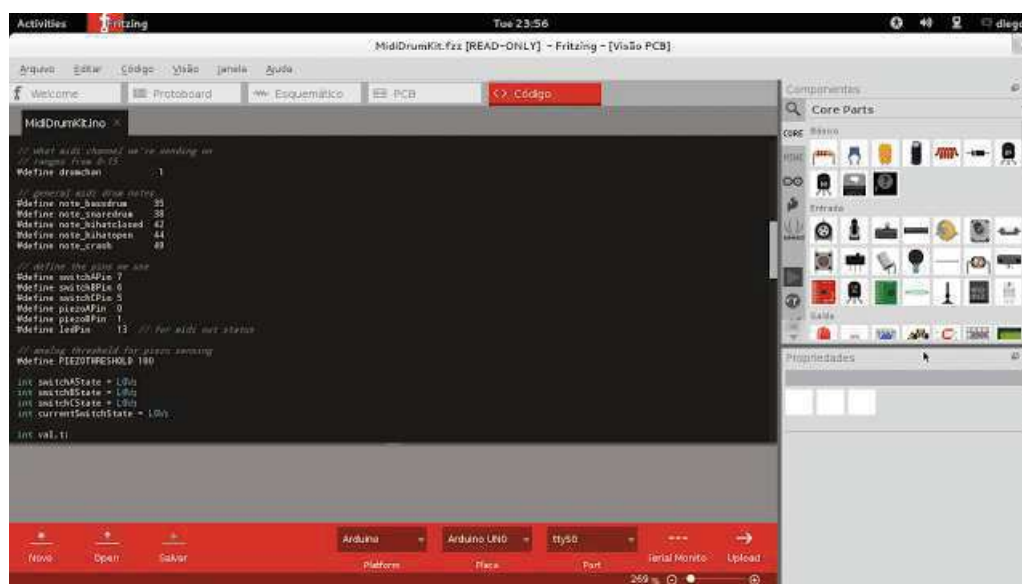 Activities Fritzing Tue 23:56 diego
MidiDrumKit.fzz [READ-ONLY] - Fritzing - [Visão PCB]
Arquivo Editar Código Visão Janela Ajuda
Welcome Protoboard Esquemático PCB <> Código
MidiDrumKit.ino ×
// what midi channel we're sending on
// ranges from 0-15
#define drumchan 1
// general midi drum notes
#define note_bassdrum 35
#define note_snaredrum 38
#define note_hihatclosed 42
#define note_hihatopen 44
#define note_crash 49
// define the pins we use
#define switchAPin 7
#define switchBPin 6
#define switchCPin 5
#define piezoAPin 0
#define piezoBPin 1
#define ledPin 13 // for midi out status
// analog threshold for piezo sensing
#define PIEZOTHRESHOLD 100
int switchAState = LOW;
int switchBState = LOW;
int switchCState = LOW;
int currentSwitchState = LOW;
int val,t;
Componentes
Core Parts
CORE
Básico
MINE
Entrada
Saída
Propriedades
Novo Open Salvar
Arduino Arduino UNO ttyS0
Platform Placa Port Serial Monito Upload
269 %